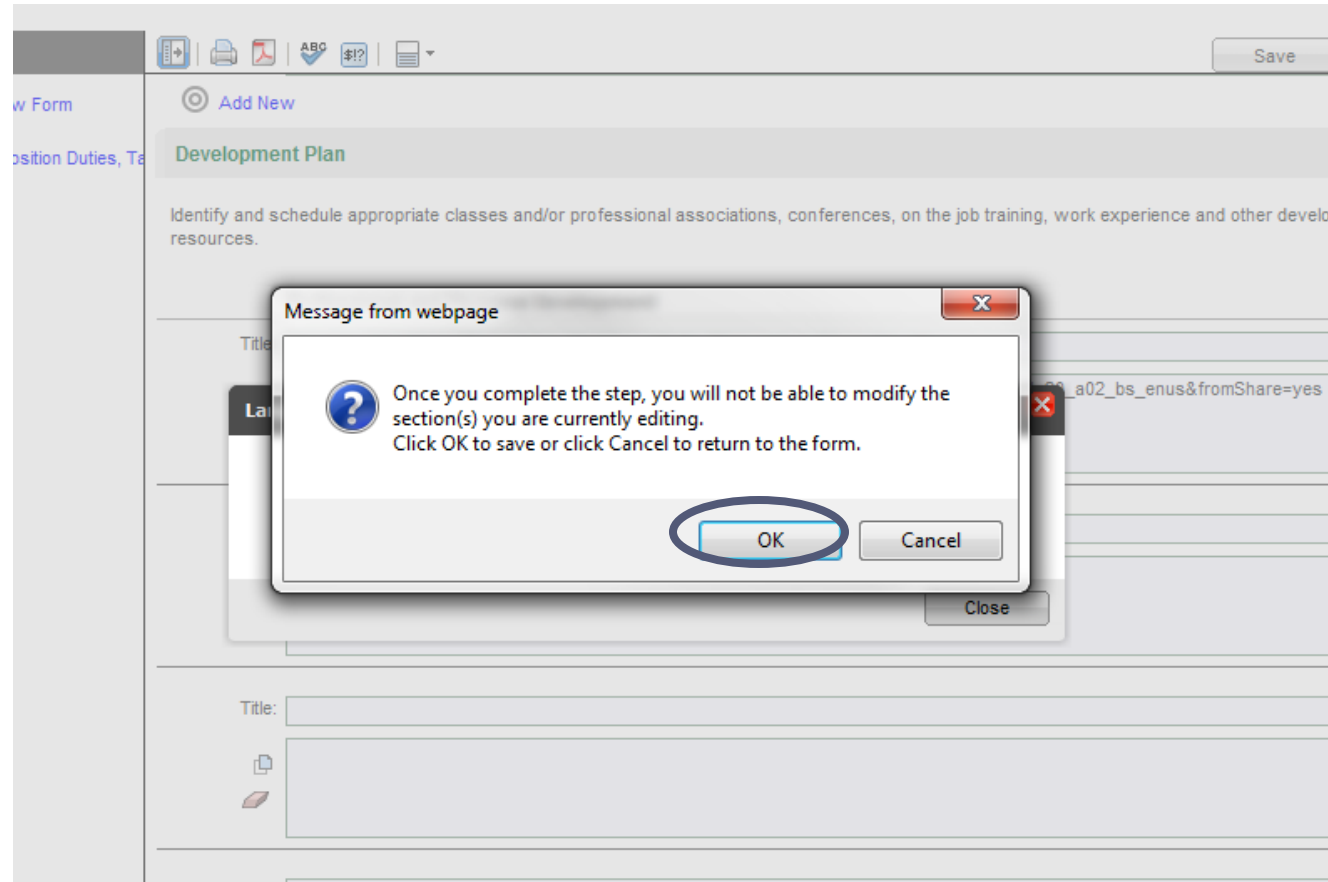 ABC
$!?
Save
w Form
Add New
osition Duties, Ta
Development Plan
Identify and schedule appropriate classes and/or professional associations, conferences, on the job training, work experience and other develo
resources.
Message from webpage
Title
_a02_bs_enus&fromShare=yes
La
Once you complete the step, you will not be able to modify the
section(s) you are currently editing.
Click OK to save or click Cancel to return to the form.
OK
Cancel
Close
Title: